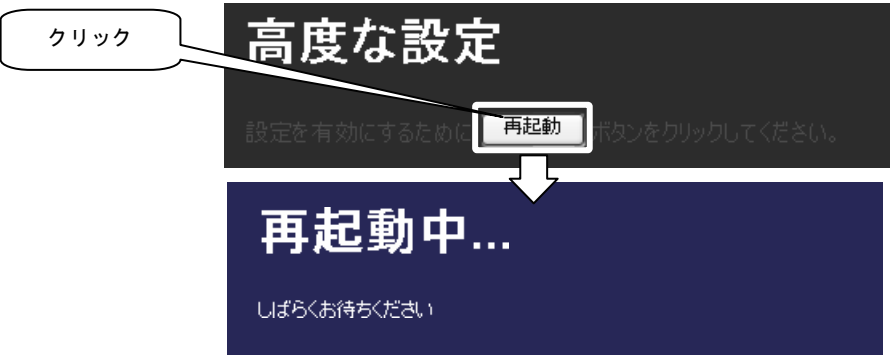 クリック
高度な設定
設定を有効にするために 再起動 ボタンをクリックしてください。
再起動中...
しばらくお待ちください